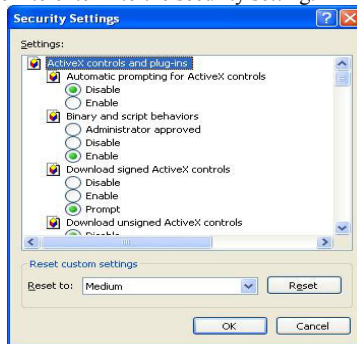 Security Settings
Settings:
ActiveX controls and plug-ins
Automatic prompting for ActiveX controls
Disable
Enable
Binary and script behaviors
Administrator approved
Disable
Enable
Download signed ActiveX controls
Disable
Enable
Prompt
Download unsigned ActiveX controls
Disable
Reset custom settings
Reset to: Medium Reset
OK Cancel